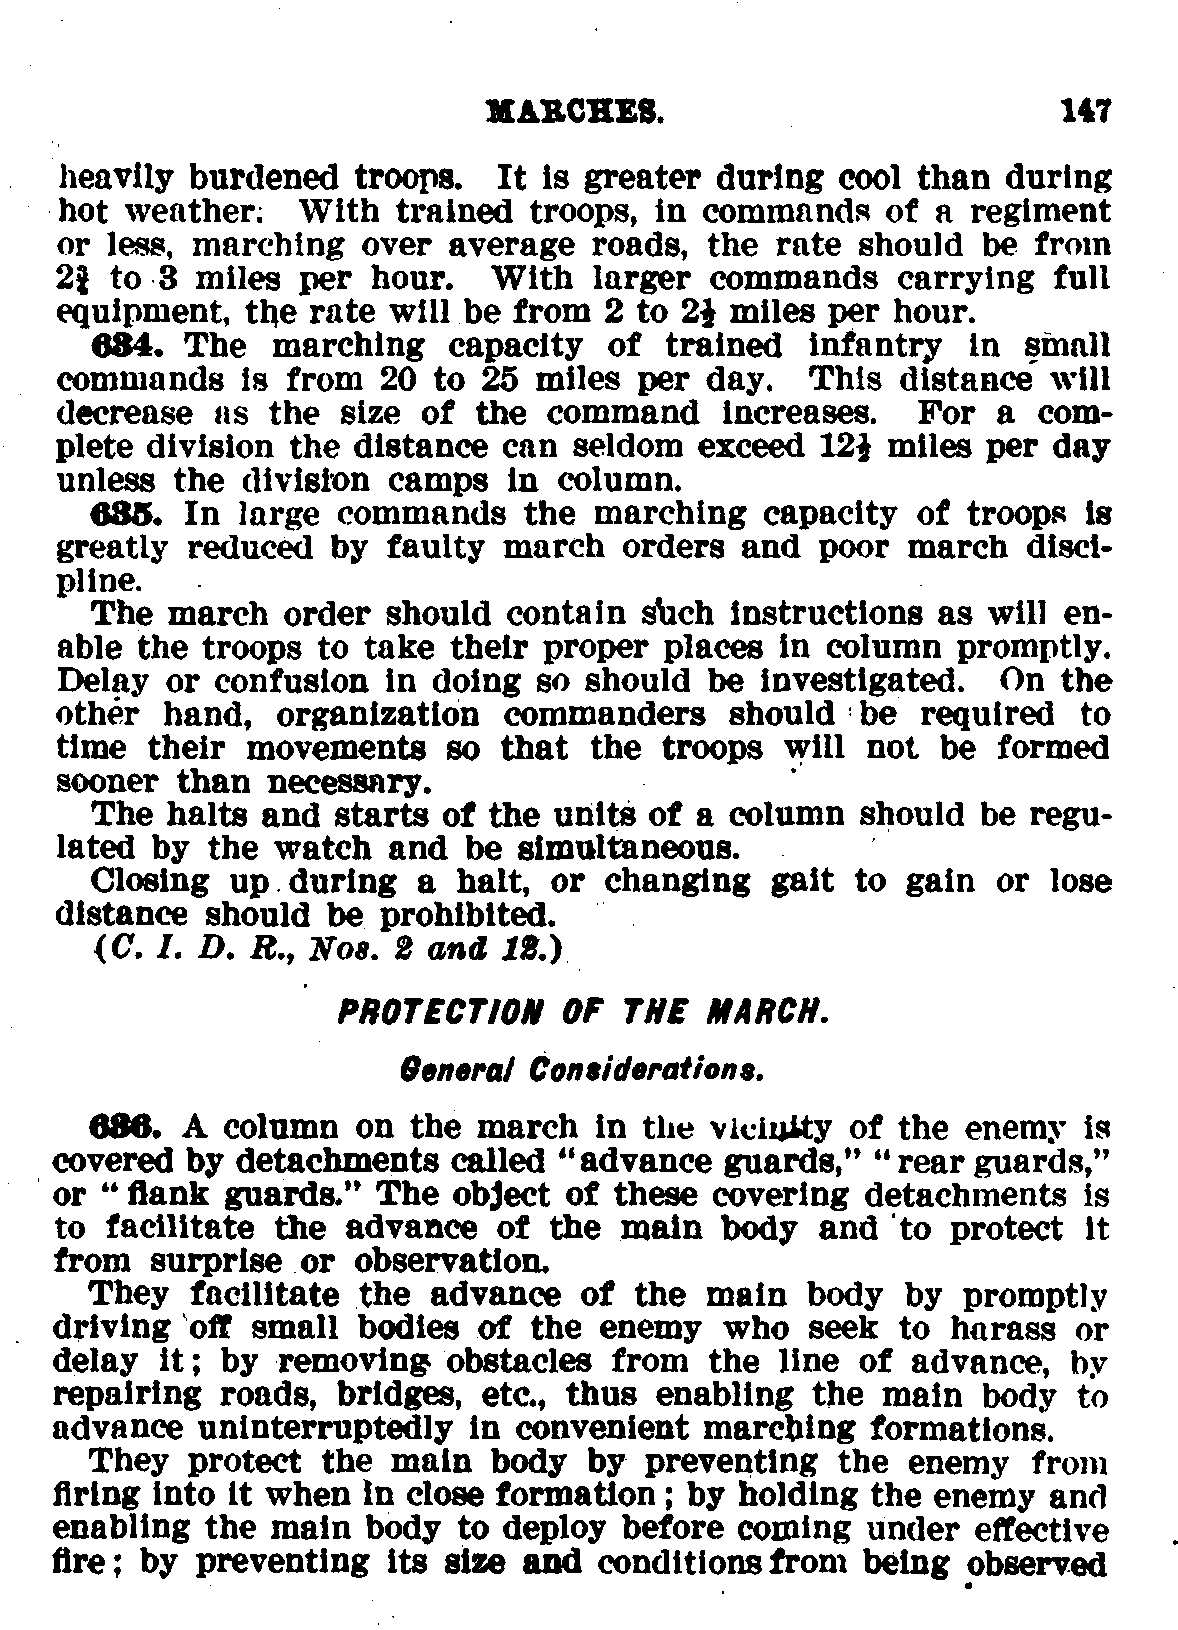 MARCHES. 147
heavily burdened troops. It is greater during cool than during
hot weather. With trained troops, in commands of a regiment
or less, marching over average roads, the rate should be from
2¾ to 3 miles per hour. With larger commands carrying full
equipment, the rate will be from 2 to 2½ miles per hour.
634. The marching capacity of trained infantry in small
commands is from 20 to 25 miles per day. This distance will
decrease as the size of the command increases. For a com-
plete division the distance can seldom exceed 12½ miles per day
unless the division camps in column.
635. In large commands the marching capacity of troops is
greatly reduced by faulty march orders and poor march disci-
pline.
The march order should contain such instructions as will en-
able the troops to take their proper places in column promptly.
Delay or confusion in doing so should be investigated. On the
other hand, organization commanders should be required to
time their movements so that the troops will not be formed
sooner than necessary.
The halts and starts of the units of a column should be regu-
lated by the watch and be simultaneous.
Closing up during a halt, or changing gait to gain or lose
distance should be prohibited.
(C. I. D. R., Nos. 2 and 12.)
PROTECTION OF THE MARCH.
General Considerations.
636. A column on the march in the vicinity of the enemy is
covered by detachments called "advance guards," "rear guards,"
or "flank guards." The object of these covering detachments is
to facilitate the advance of the main body and to protect it
from surprise or observation.
They facilitate the advance of the main body by promptly
driving off small bodies of the enemy who seek to harass or
delay it; by removing obstacles from the line of advance, by
repairing roads, bridges, etc., thus enabling the main body to
advance uninterruptedly in convenient marching formations.
They protect the main body by preventing the enemy from
firing into it when in close formation; by holding the enemy and
enabling the main body to deploy before coming under effective
fire; by preventing its size and conditions from being observed